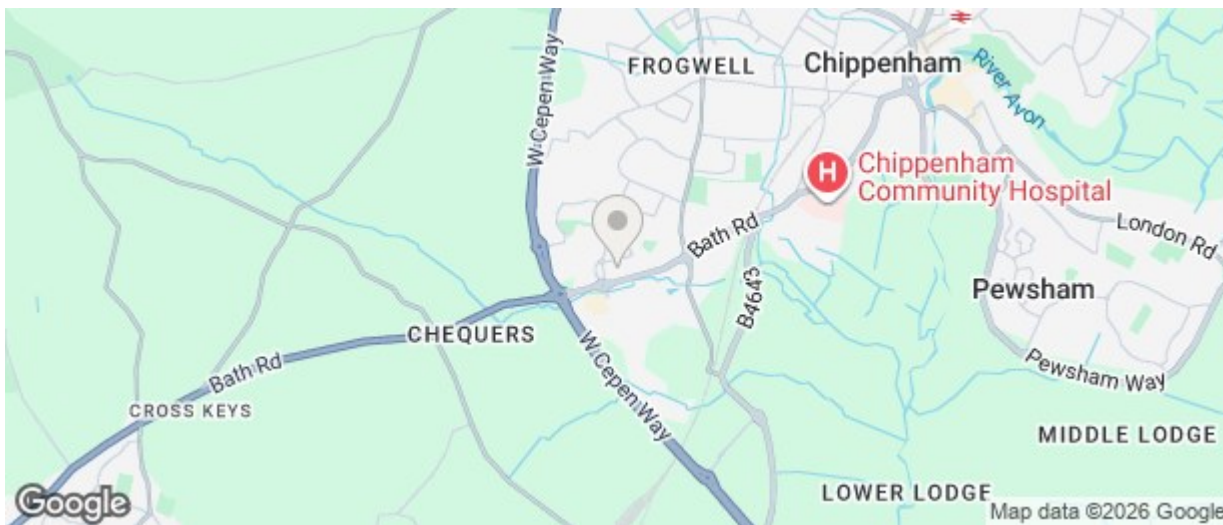 W Cepen Way
FROGWELL
Chippenham
River Avon
H
Chippenham
Community Hospital
London Rd
Bath Rd
B4643
Pewsham
CHEQUERS
W Cepen Way
Pewsham Way
Bath Rd
CROSS KEYS
MIDDLE LODGE
LOWER LODGE
Google
Map data ©2026 Google